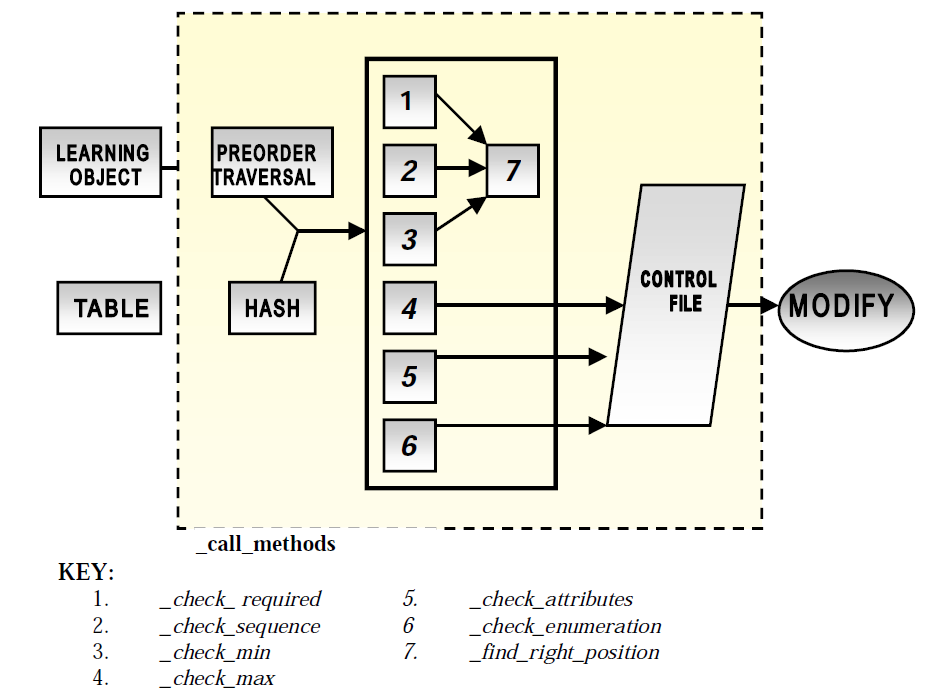 1
LEARNING
OBJECT
PREORDER
TRAVERSAL
2
7
3
TABLE
HASH
4
CONTROL
FILE
MODIFY
5
6
_call_methods
KEY:
1. _check_ required
2. _check_sequence
3. _check_min
4. _check_max
5. _check_attributes
6 _check_enumeration
7. _find_right_position